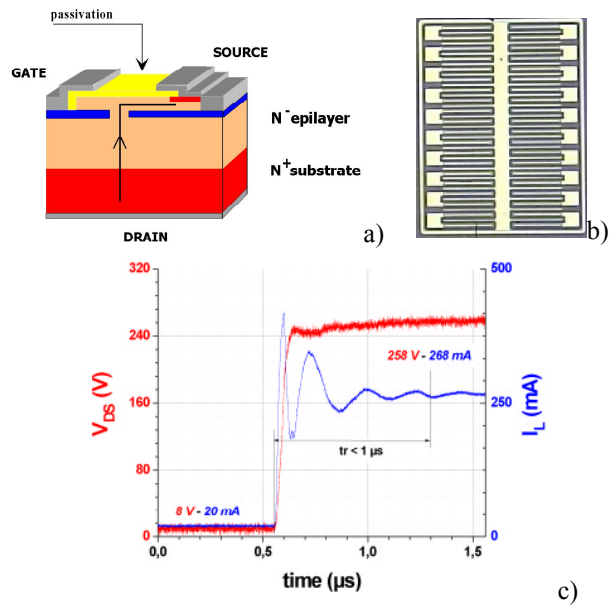 passivation
GATE
SOURCE
N⁻epilayer
N⁺substrate
DRAIN
a)
b)
320
240
160
80
0
V_DS (V)
500
250
0
I_L (mA)
258 V - 268 mA
tr < 1 µs
8 V - 20 mA
0,0
0,5
1,0
1,5
time (µs)
c)